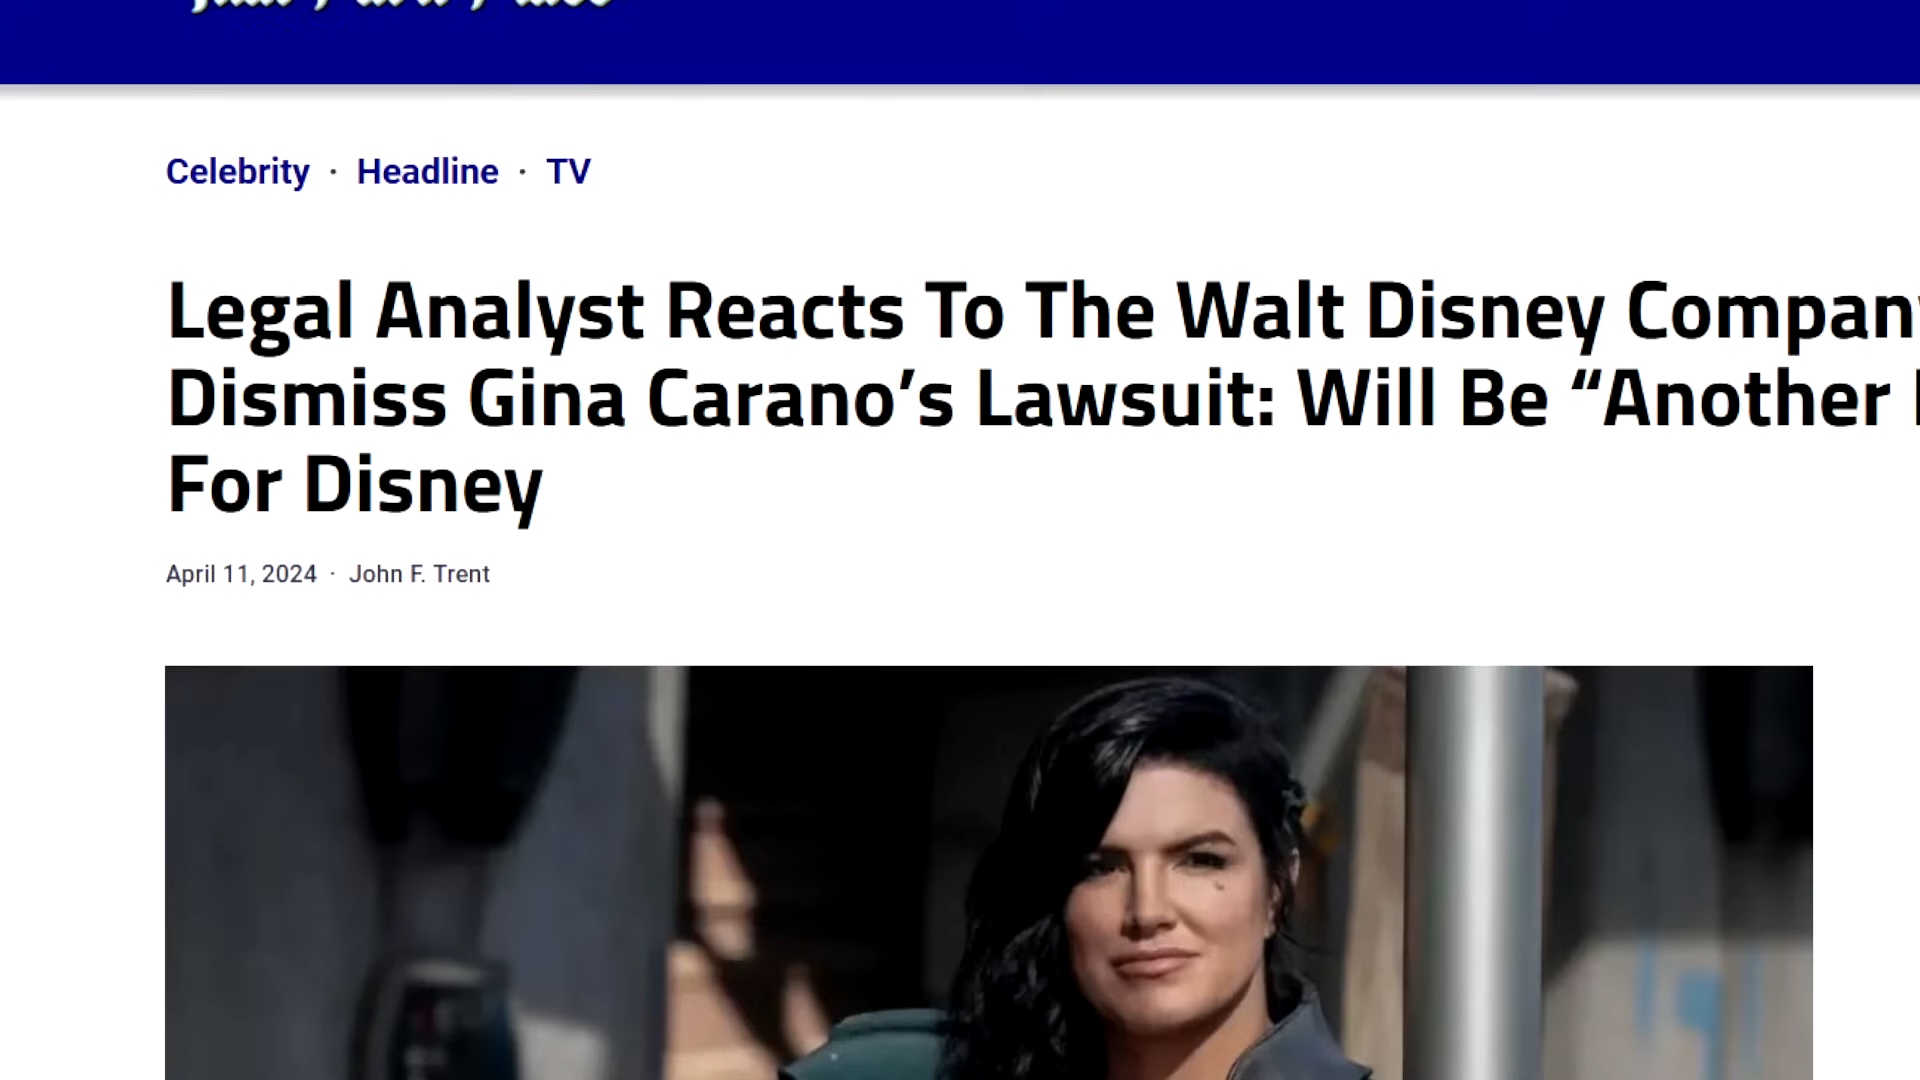 Celebrity · Headline · TV
Legal Analyst Reacts To The Walt Disney Company
Dismiss Gina Carano’s Lawsuit: Will Be “Another
For Disney
April 11, 2024 · John F. Trent